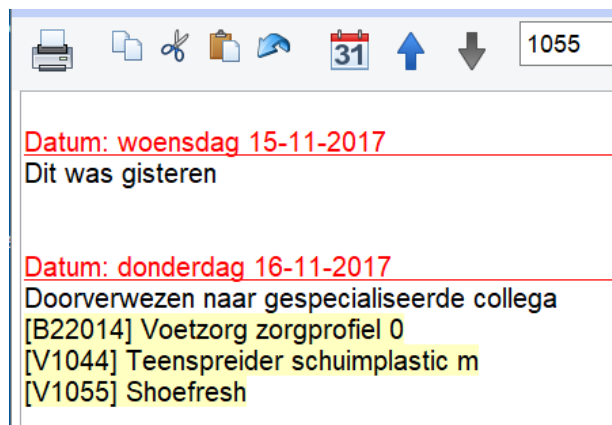 31
1055
Datum: woensdag 15-11-2017
Dit was gisteren
Datum: donderdag 16-11-2017
Doorverwezen naar gespecialiseerde collega
[B22014] Voetzorg zorgprofiel 0
[V1044] Teenspreider schuimplastic m
[V1055] Shoefresh